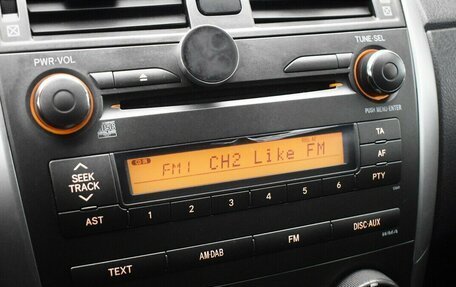 PWR·VOL
TUNE·SEL
PUSH MENU·ENTER
FM1 CH2 Like FM
TA
AF
PTY
SEEK
TRACK
1 2 3 4 5 6
AST
AM·DAB
FM
DISC·AUX
TEXT